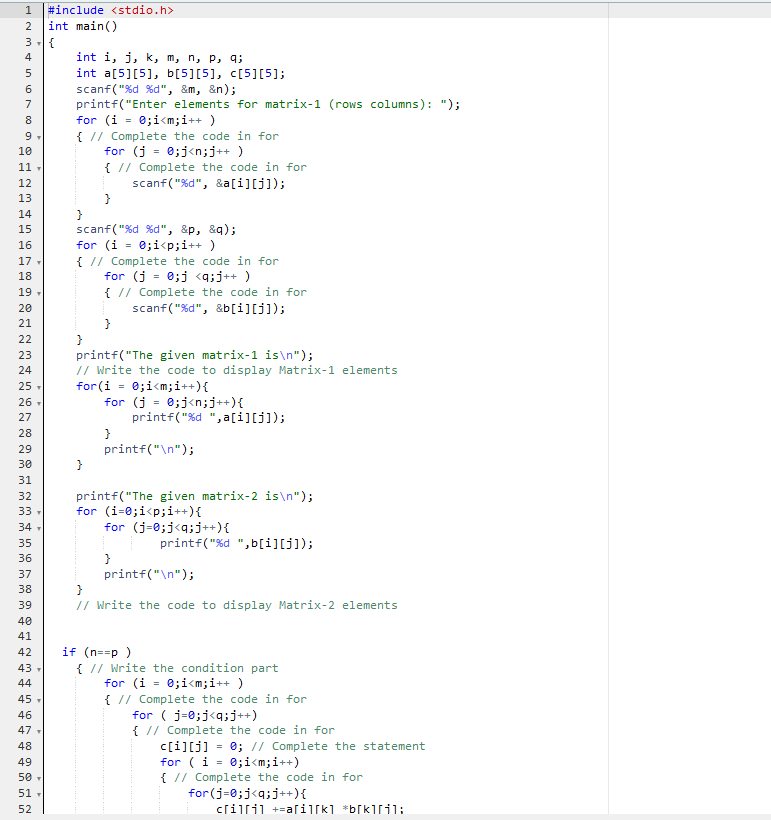 1 #include <stdio.h>
2 int main()
3 {
4 int i, j, k, m, n, p, q;
5 int a[5][5], b[5][5], c[5][5];
6 scanf("%d %d", &m, &n);
7 printf("Enter elements for matrix-1 (rows columns): ");
8 for (i = 0;i<m;i++ )
9 { // Complete the code in for
10 for (j = 0;j<n;j++ )
11 { // Complete the code in for
12 scanf("%d", &a[i][j]);
13 }
14 }
15 scanf("%d %d", &p, &q);
16 for (i = 0;i<p;i++ )
17 { // Complete the code in for
18 for (j = 0;j <q;j++ )
19 { // Complete the code in for
20 scanf("%d", &b[i][j]);
21 }
22 }
23 printf("The given matrix-1 is\n");
24 // Write the code to display Matrix-1 elements
25 for(i = 0;i<m;i++){
26 for (j = 0;j<n;j++){
27 printf("%d ",a[i][j]);
28 }
29 printf("\n");
30 }
31
32 printf("The given matrix-2 is\n");
33 for (i=0;i<p;i++){
34 for (j=0;j<q;j++){
35 printf("%d ",b[i][j]);
36 }
37 printf("\n");
38 }
39 // Write the code to display Matrix-2 elements
40
41
42 if (n==p )
43 { // Write the condition part
44 for (i = 0;i<m;i++ )
45 { // Complete the code in for
46 for ( j=0;j<q;j++)
47 { // Complete the code in for
48 c[i][j] = 0; // Complete the statement
49 for ( i = 0;i<m;i++)
50 { // Complete the code in for
51 for(j=0;j<q;j++){
52 c[i][j] +=a[i][k] *b[k][j];